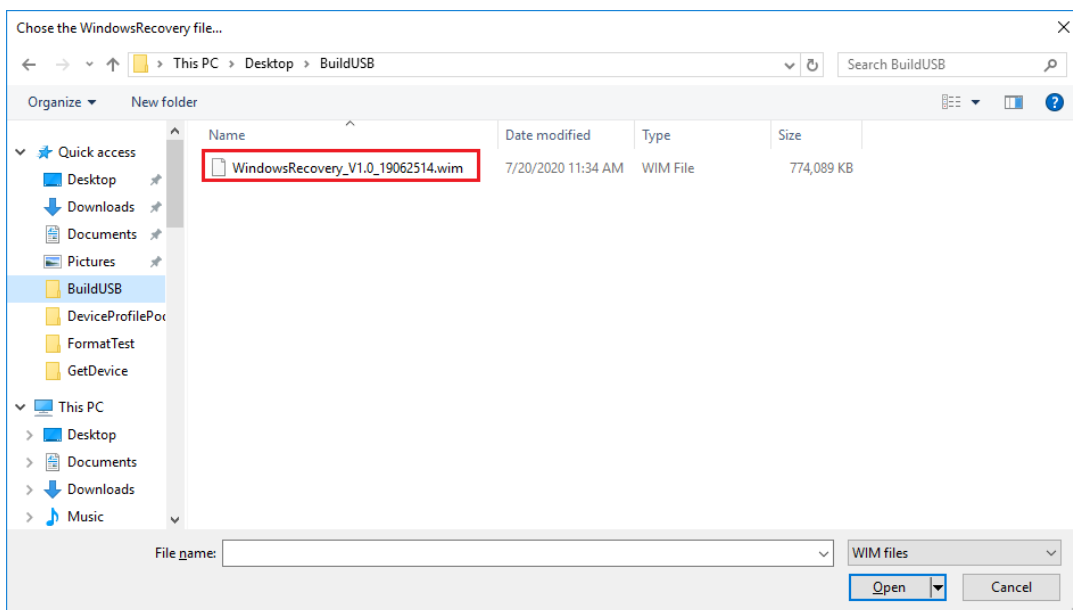 Chose the WindowsRecovery file...
This PC > Desktop > BuildUSB
Search BuildUSB
Organize
New folder
Name
Date modified
Type
Size
WindowsRecovery_V1.0_19062514.wim
7/20/2020 11:34 AM
WIM File
774,089 KB
Quick access
Desktop
Downloads
Documents
Pictures
BuildUSB
DeviceProfilePoc
FormatTest
GetDevice
This PC
Desktop
Documents
Downloads
Music
File name:
WIM files
Open
Cancel